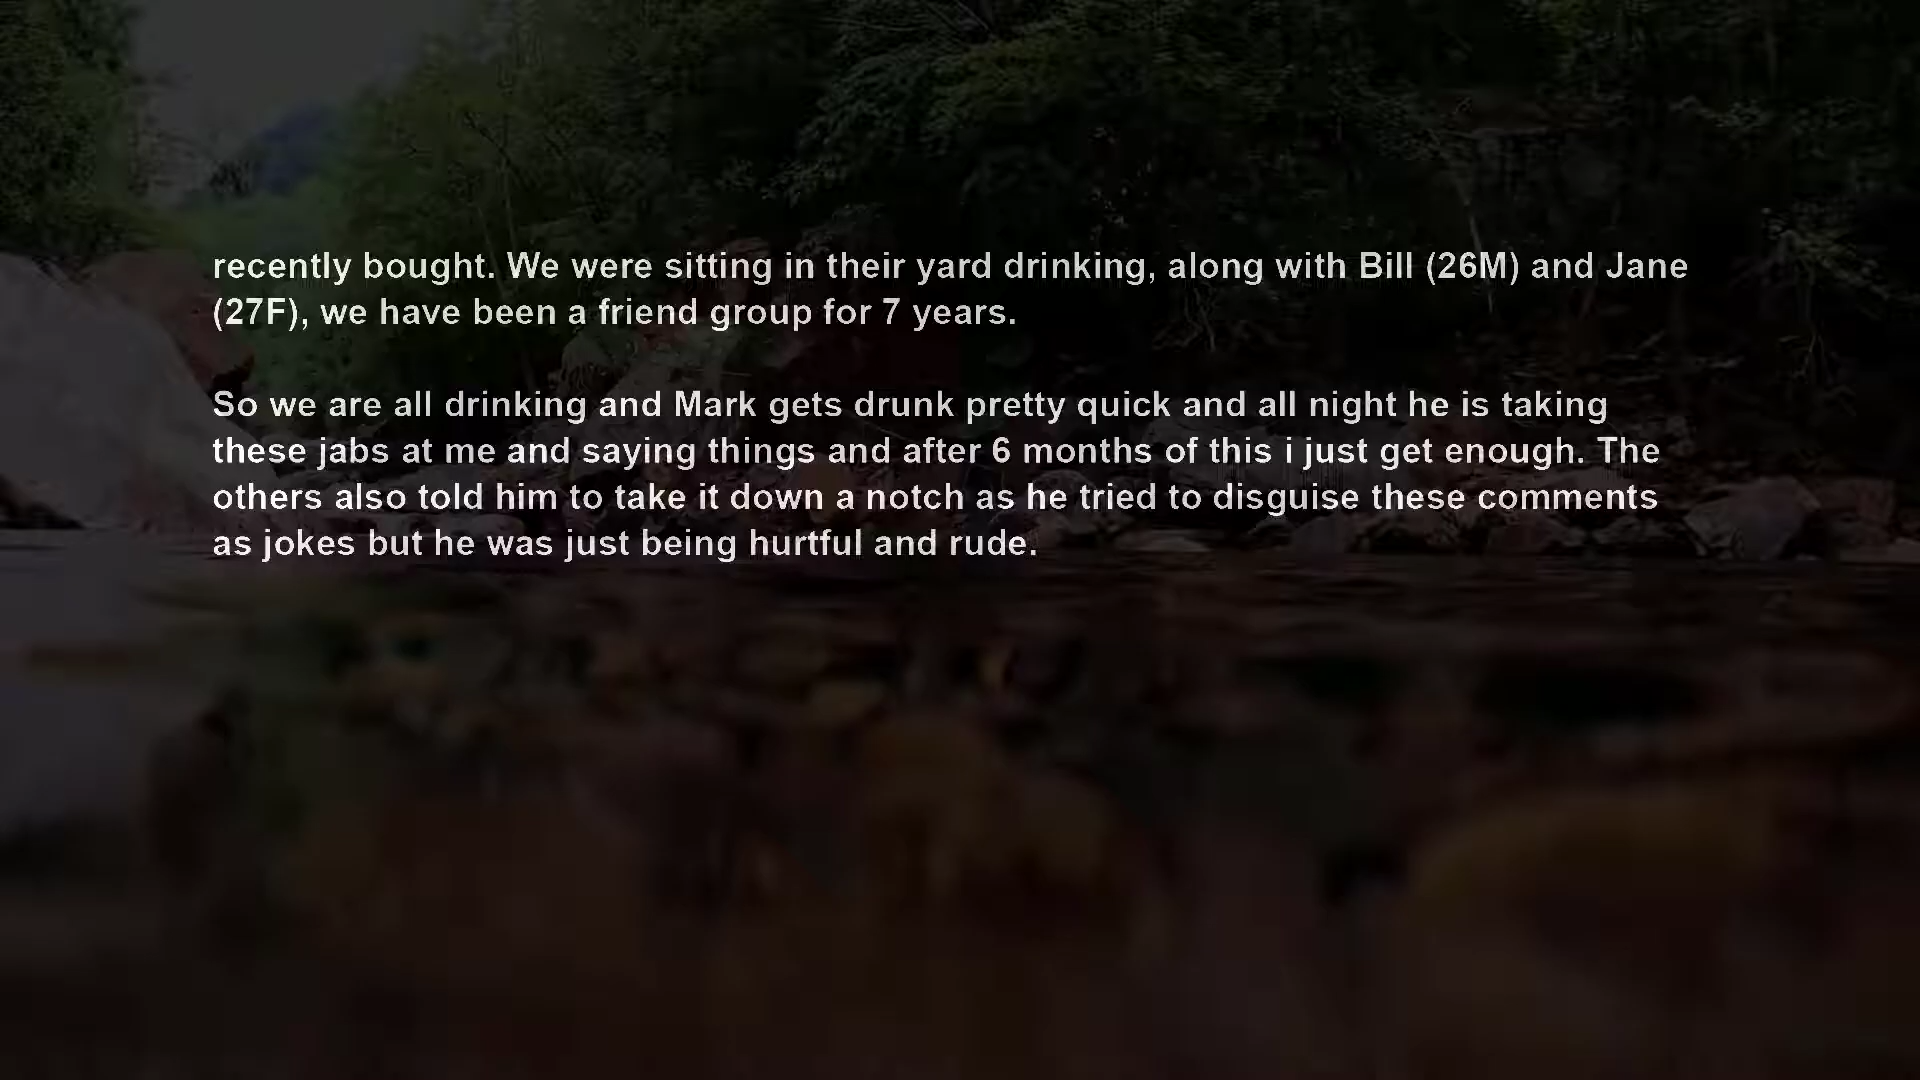 recently bought. We were sitting in their yard drinking, along with Bill (26M) and Jane
(27F), we have been a friend group for 7 years.
So we are all drinking and Mark gets drunk pretty quick and all night he is taking
these jabs at me and saying things and after 6 months of this i just get enough. The
others also told him to take it down a notch as he tried to disguise these comments
as jokes but he was just being hurtful and rude.